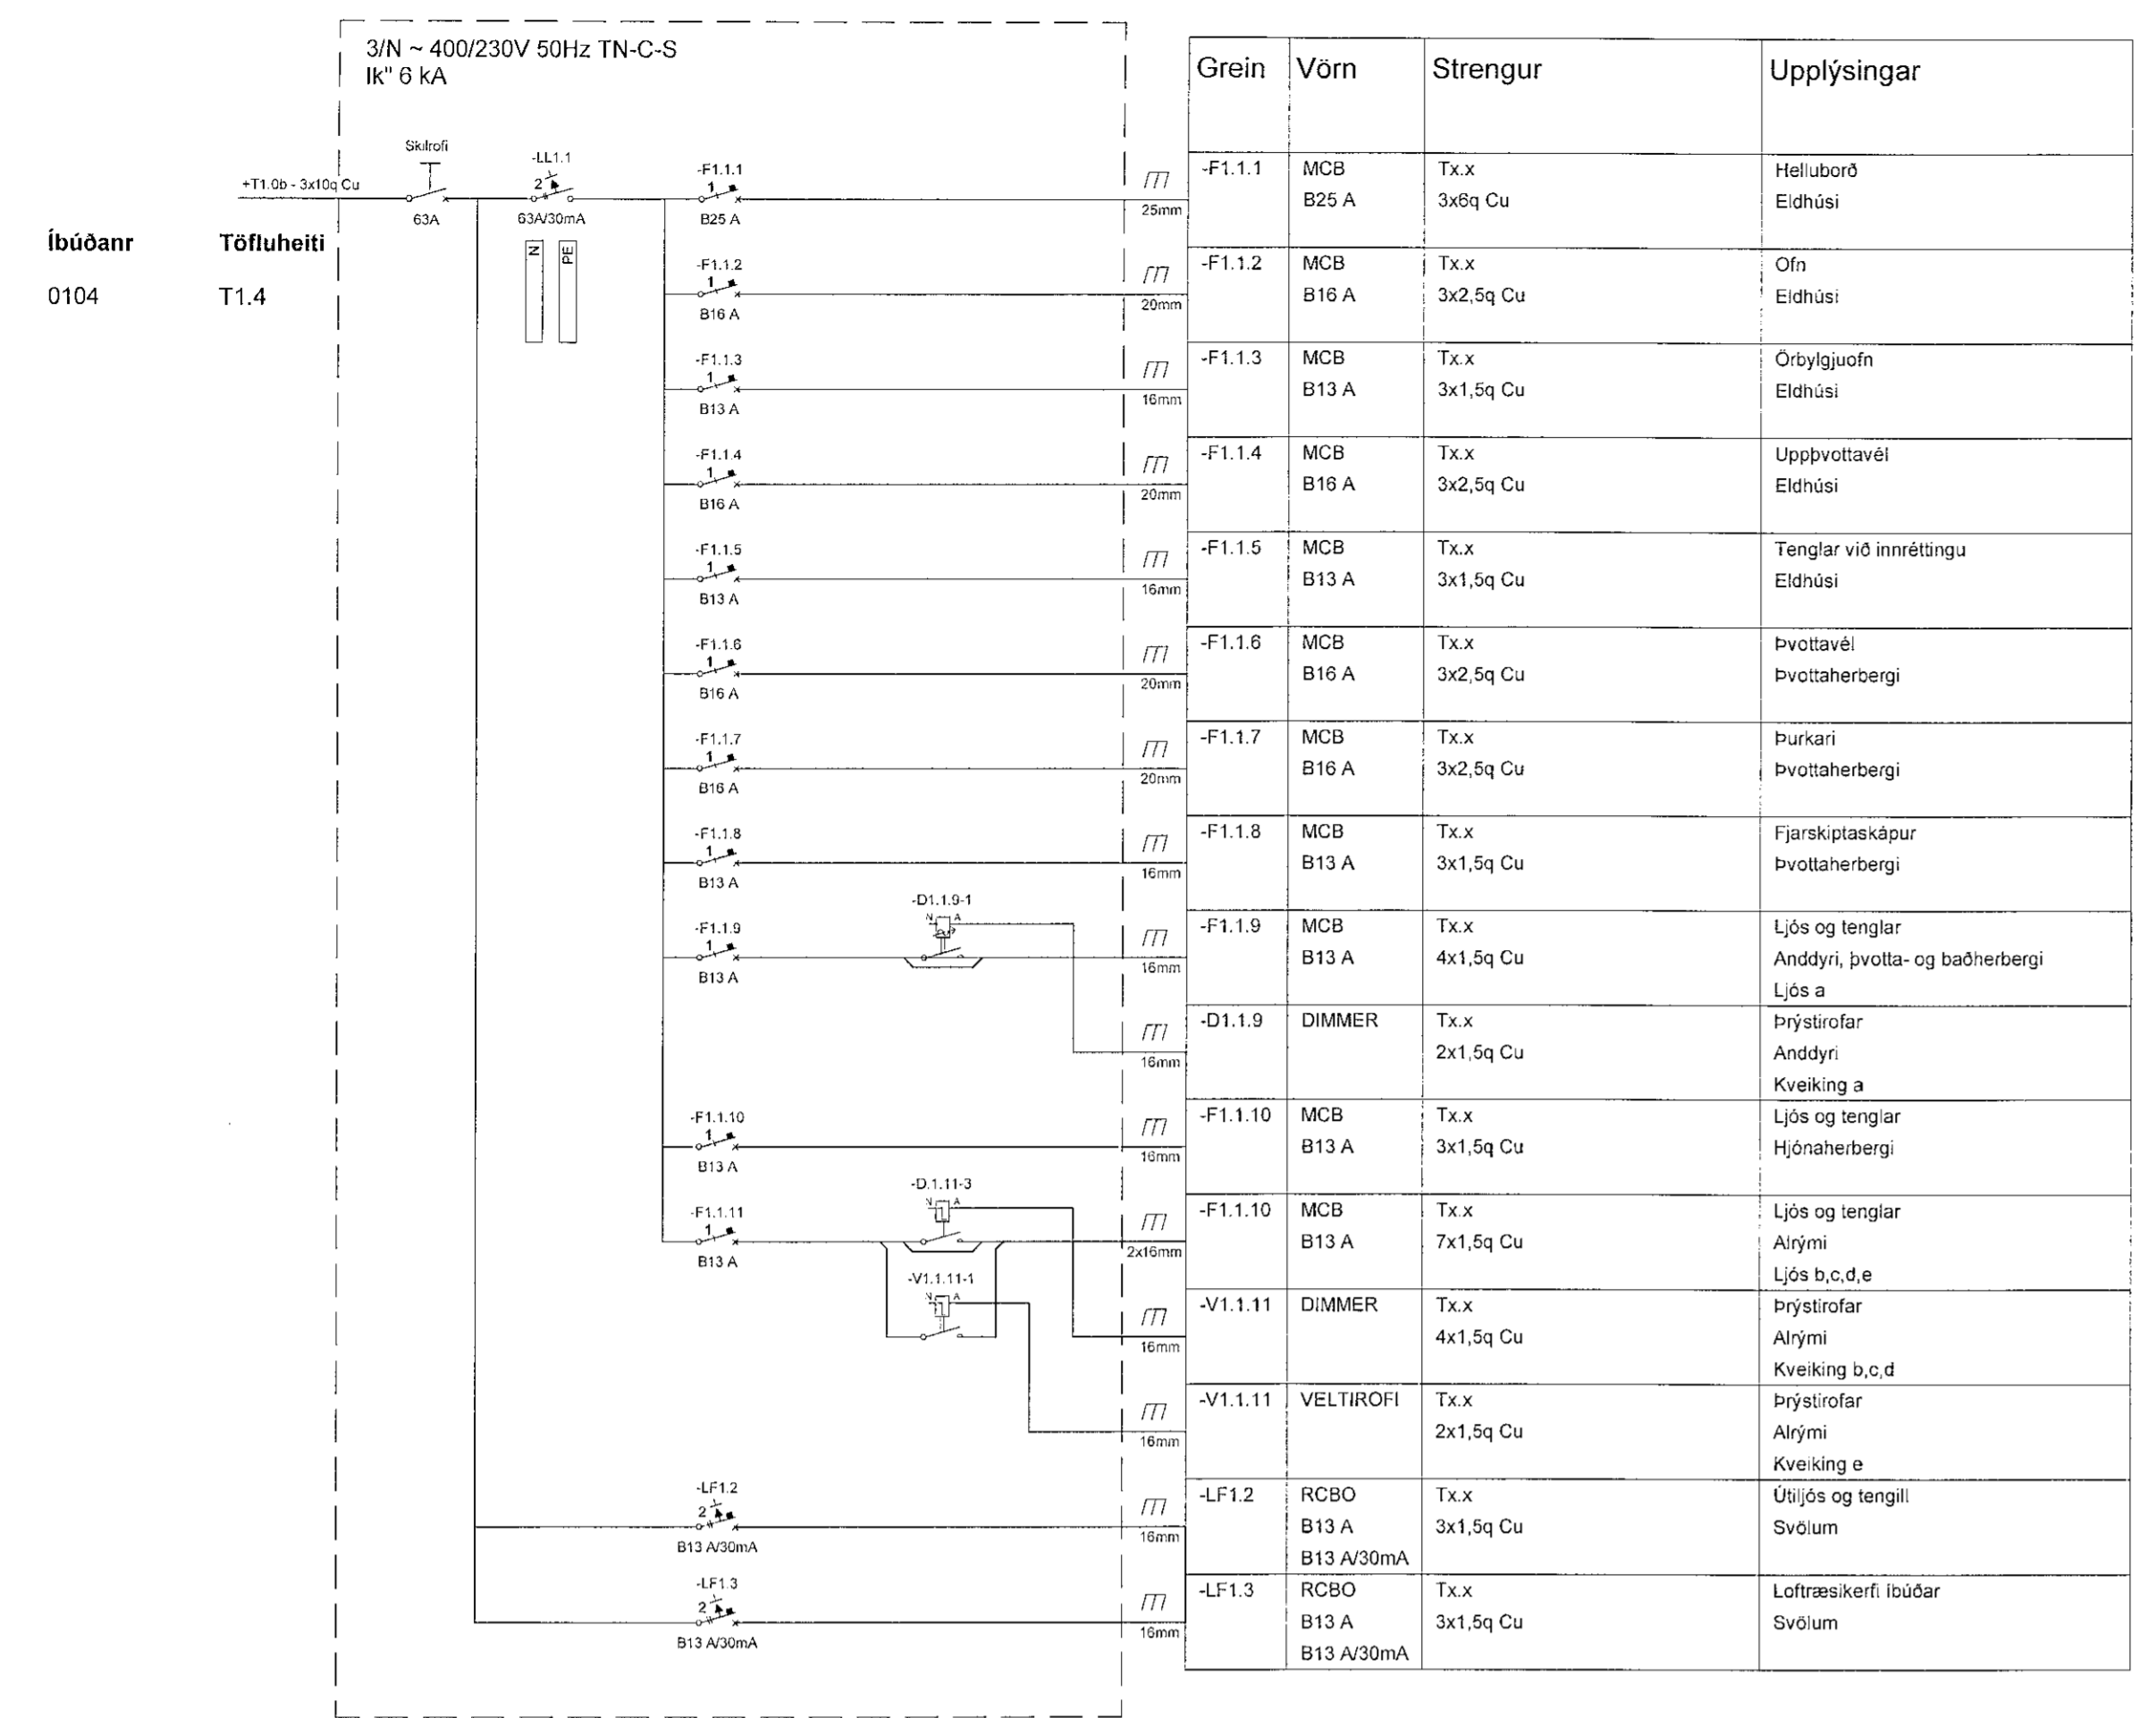 3/N ~ 400/230V 50Hz TN-C-S
Ik" 6 kA
Íbúðanr Töfluheiti
0104 T1.4
+T1.0b - 3x10q Cu
Skilrofi
63A
-LL1.1
2
63A/30mA
N
PE
-F1.1.1
1
B25 A
25mm
-F1.1.2
1
B16 A
20mm
-F1.1.3
1
B13 A
16mm
-F1.1.4
1
B16 A
20mm
-F1.1.5
1
B13 A
16mm
-F1.1.6
1
B16 A
20mm
-F1.1.7
1
B16 A
20mm
-F1.1.8
1
B13 A
16mm
-F1.1.9
1
B13 A
-D1.1.9-1
N A
16mm
16mm
-F1.1.10
1
B13 A
16mm
-F1.1.11
1
B13 A
-D.1.11-3
N A
2x16mm
-V1.1.11-1
N A
16mm
16mm
-LF1.2
2
B13 A/30mA
16mm
-LF1.3
2
B13 A/30mA
16mm
Grein Vörn Strengur Upplýsingar
-F1.1.1 MCB Tx.x Helluborð
B25 A 3x6q Cu Eldhúsi
-F1.1.2 MCB Tx.x Ofn
B16 A 3x2,5q Cu Eldhúsi
-F1.1.3 MCB Tx.x Örbylgjuofn
B13 A 3x1,5q Cu Eldhúsi
-F1.1.4 MCB Tx.x Uppþvottavél
B16 A 3x2,5q Cu Eldhúsi
-F1.1.5 MCB Tx.x Tenglar við innréttingu
B13 A 3x1,5q Cu Eldhúsi
-F1.1.6 MCB Tx.x Þvottavél
B16 A 3x2,5q Cu Þvottaherbergi
-F1.1.7 MCB Tx.x Þurkari
B16 A 3x2,5q Cu Þvottaherbergi
-F1.1.8 MCB Tx.x Fjarskiptaskápur
B13 A 3x1,5q Cu Þvottaherbergi
-F1.1.9 MCB Tx.x Ljós og tenglar
B13 A 4x1,5q Cu Anddyri, þvotta- og baðherbergi
Ljós a
-D1.1.9 DIMMER Tx.x Þrýstirofar
2x1,5q Cu Anddyri
Kveiking a
-F1.1.10 MCB Tx.x Ljós og tenglar
B13 A 3x1,5q Cu Hjónaherbergi
-F1.1.10 MCB Tx.x Ljós og tenglar
B13 A 7x1,5q Cu Alrými
Ljós b,c,d,e
-V1.1.11 DIMMER Tx.x Þrýstirofar
4x1,5q Cu Alrými
Kveiking b,c,d
-V1.1.11 VELTIROFI Tx.x Þrýstirofar
2x1,5q Cu Alrými
Kveiking e
-LF1.2 RCBO Tx.x Útiljós og tengill
B13 A 3x1,5q Cu Svölum
B13 A/30mA
-LF1.3 RCBO Tx.x Loftræsikerfi íbúðar
B13 A 3x1,5q Cu Svölum
B13 A/30mA